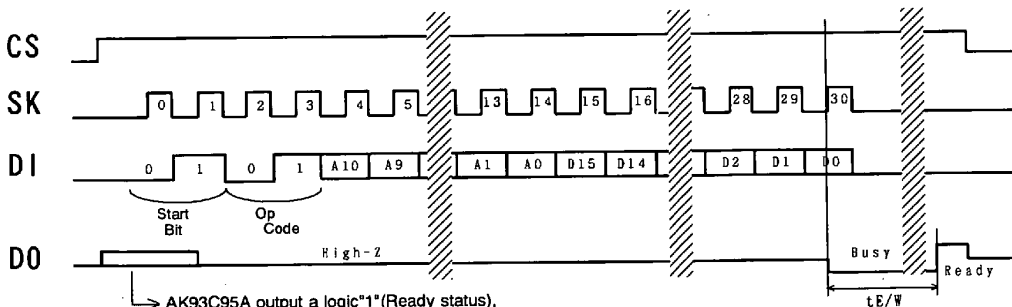 CS
SK 0 1 2 3 4 5 13 14 15 16 28 29 30
DI 0 1 0 1 A10 A9 A1 A0 D15 D14 D2 D1 D0
Start Op
Bit Code
DO High-Z Busy Ready
AK93C95A output a logic"1"(Ready status). tE/W